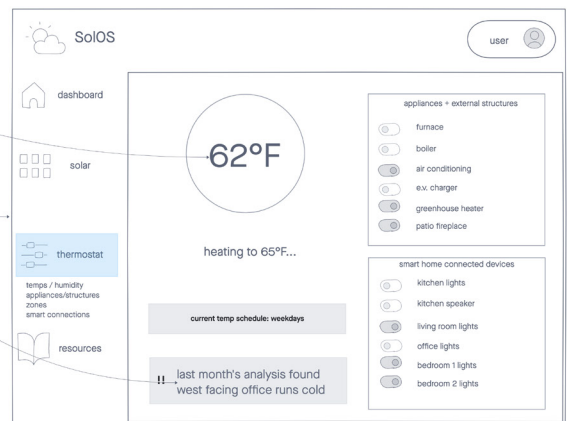 SolOS
user
dashboard
solar
thermostat
temps / humidity
appliances/structures
zones
smart connections
resources
62°F
heating to 65°F...
current temp schedule: weekdays
!! last month's analysis found
west facing office runs cold
appliances + external structures
furnace
boiler
air conditioning
e.v. charger
greenhouse heater
patio fireplace
smart home connected devices
kitchen lights
kitchen speaker
living room lights
office lights
bedroom 1 lights
bedroom 2 lights